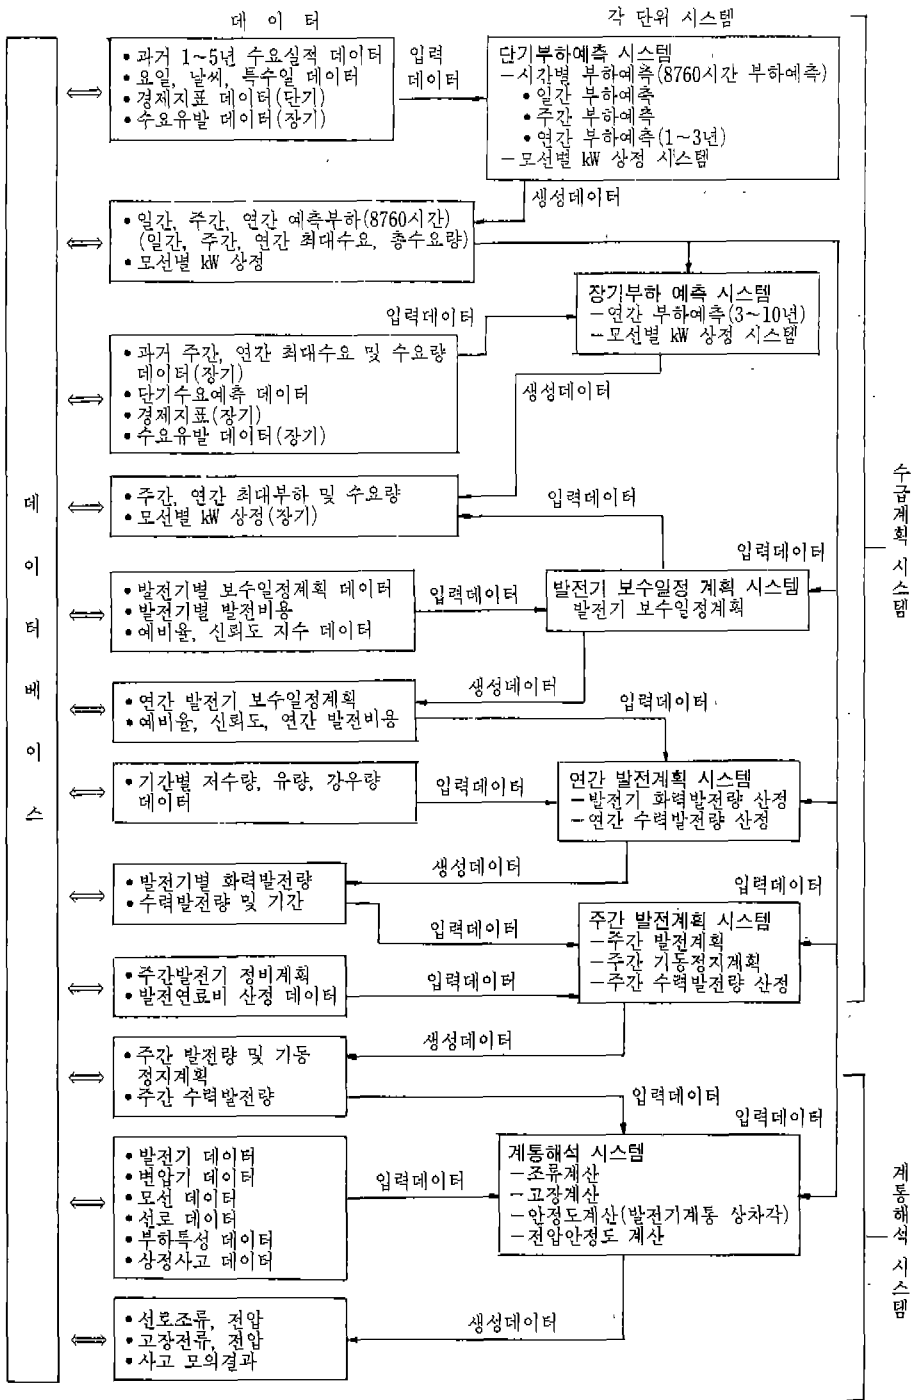 데 이 터
각 단위 시스템
• 과거 1~5년 수요실적 데이터
• 요일, 날씨, 특수일 데이터
• 경제지표 데이터(단기)
• 수요유발 데이터(장기)
입력
데이터
단기부하예측 시스템
-시간별 부하예측(8760시간 부하예측)
• 일간 부하예측
• 주간 부하예측
• 연간 부하예측(1~3년)
-모선별 kW 상정 시스템
생성데이터
• 일간, 주간, 연간 예측부하(8760시간)
(일간, 주간, 연간 최대수요, 총수요량)
• 모선별 kW 상정
장기부하 예측 시스템
-연간 부하예측(3~10년)
-모선별 kW 상정 시스템
입력데이터
• 과거 주간, 연간 최대수요 및 수요량
데이터(장기)
• 단기수요예측 데이터
• 경제지표(장기)
• 수요유발 데이터(장기)
생성데이터
• 주간, 연간 최대부하 및 수요량
• 모선별 kW 상정(장기)
입력데이터
입력데이터
• 발전기별 보수일정계획 데이터
• 발전기별 발전비용
• 예비율, 신뢰도 지수 데이터
입력데이터
발전기 보수일정 계획 시스템
발전기 보수일정계획
생성데이터
• 연간 발전기 보수일정계획
• 예비율, 신뢰도, 연간 발전비용
입력데이터
• 기간별 저수량, 유량, 강우량
데이터
입력데이터
연간 발전계획 시스템
-발전기 화력발전량 산정
-연간 수력발전량 산정
생성데이터
• 발전기별 화력발전량
• 수력발전량 및 기간
입력데이터
입력데이터
주간 발전계획 시스템
-주간 발전계획
-주간 기동정지계획
-주간 수력발전량 산정
• 주간발전기 정비계획
• 발전연료비 산정 데이터
입력데이터
생성데이터
• 주간 발전량 및 기동
정지계획
• 주간 수력발전량
입력데이터
입력데이터
• 발전기 데이터
• 변압기 데이터
• 모선 데이터
• 선로 데이터
• 부하특성 데이터
• 상정사고 데이터
입력데이터
계통해석 시스템
-조류계산
-고장계산
-안정도계산(발전기계통 상차각)
-전압안정도 계산
생성데이터
• 선로조류, 전압
• 고장전류, 전압
• 사고 모의결과
데 이 터 베 이 스
수급계획 시스템
계통해석 시스템